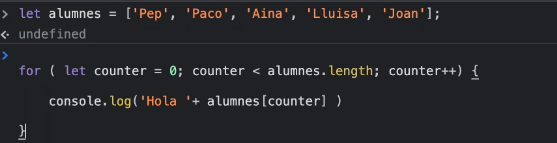 > let alumnes = ['Pep', 'Paco', 'Aina', 'Lluisa', 'Joan'];
undefined
for ( let counter = 0; counter < alumnes.length; counter++) {
console.log('Hola '+ alumnes[counter] )
}